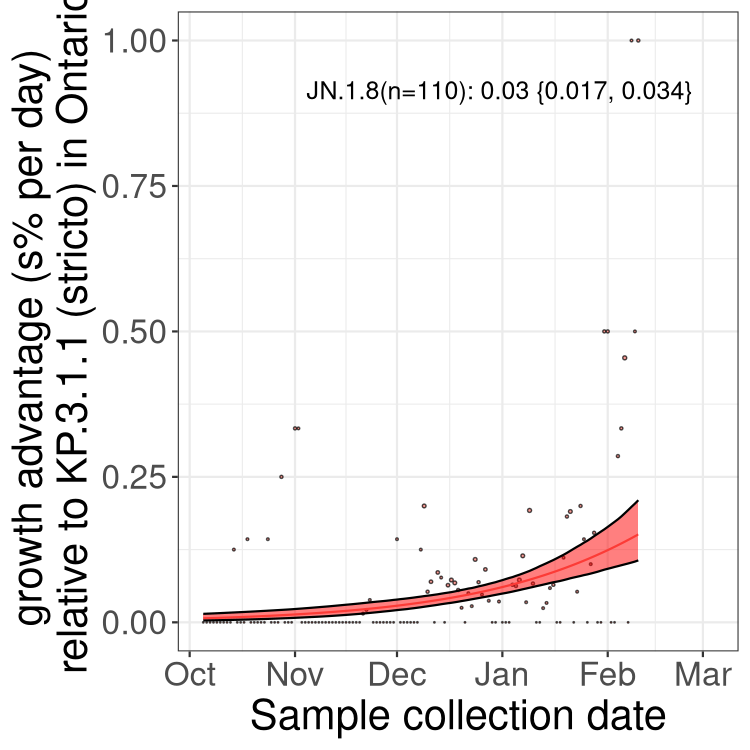 growth advantage (s% per day)
relative to KP.3.1.1 (stricto) in Ontario
1.00
0.75
0.50
0.25
0.00
JN.1.8(n=110): 0.03 {0.017, 0.034}
Oct Nov Dec Jan Feb Mar
Sample collection date